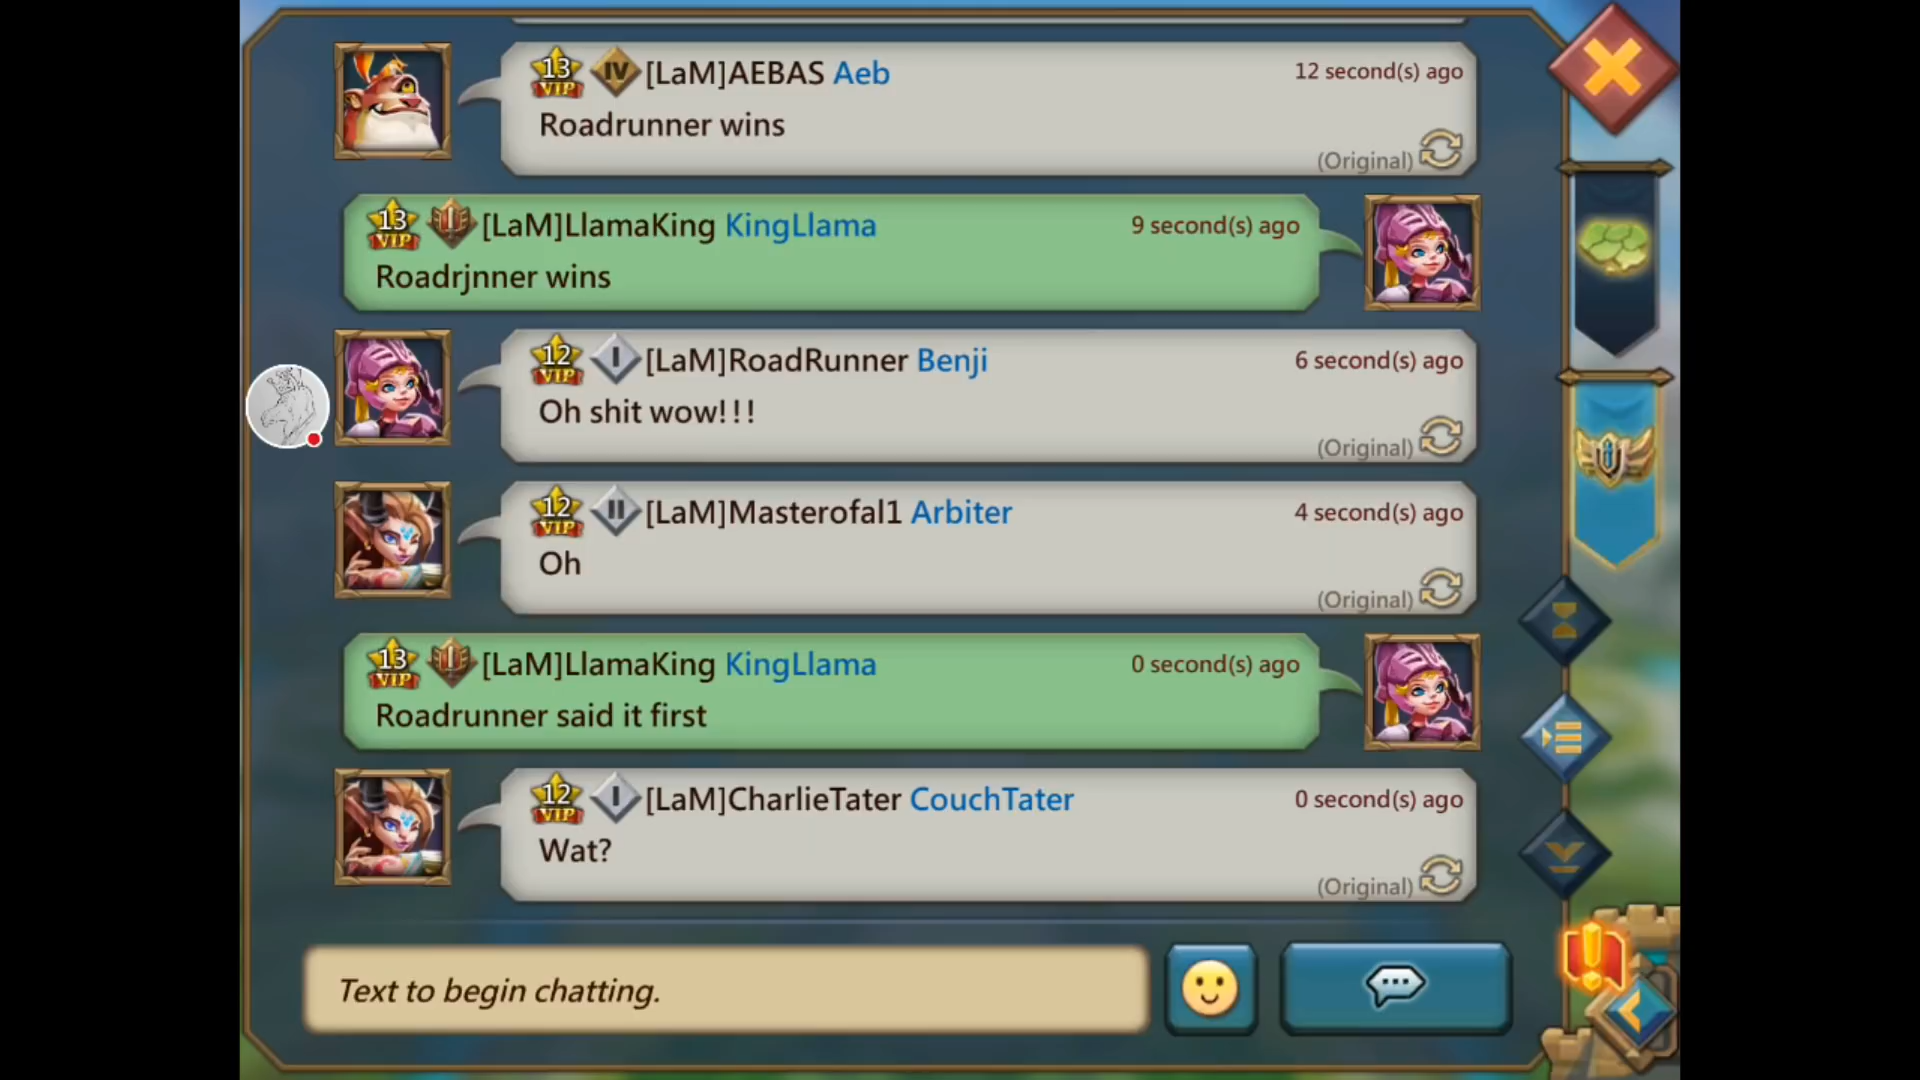 13 VIP IV [LaM]AEBAS Aeb 12 second(s) ago
Roadrunner wins
(Original)
13 VIP I [LaM]LlamaKing KingLlama 9 second(s) ago
Roadrjnner wins
12 VIP I [LaM]RoadRunner Benji 6 second(s) ago
Oh shit wow!!!
(Original)
12 VIP II [LaM]Masterofal1 Arbiter 4 second(s) ago
Oh
(Original)
13 VIP I [LaM]LlamaKing KingLlama 0 second(s) ago
Roadrunner said it first
12 VIP I [LaM]CharlieTater CouchTater 0 second(s) ago
Wat?
(Original)
Text to begin chatting.